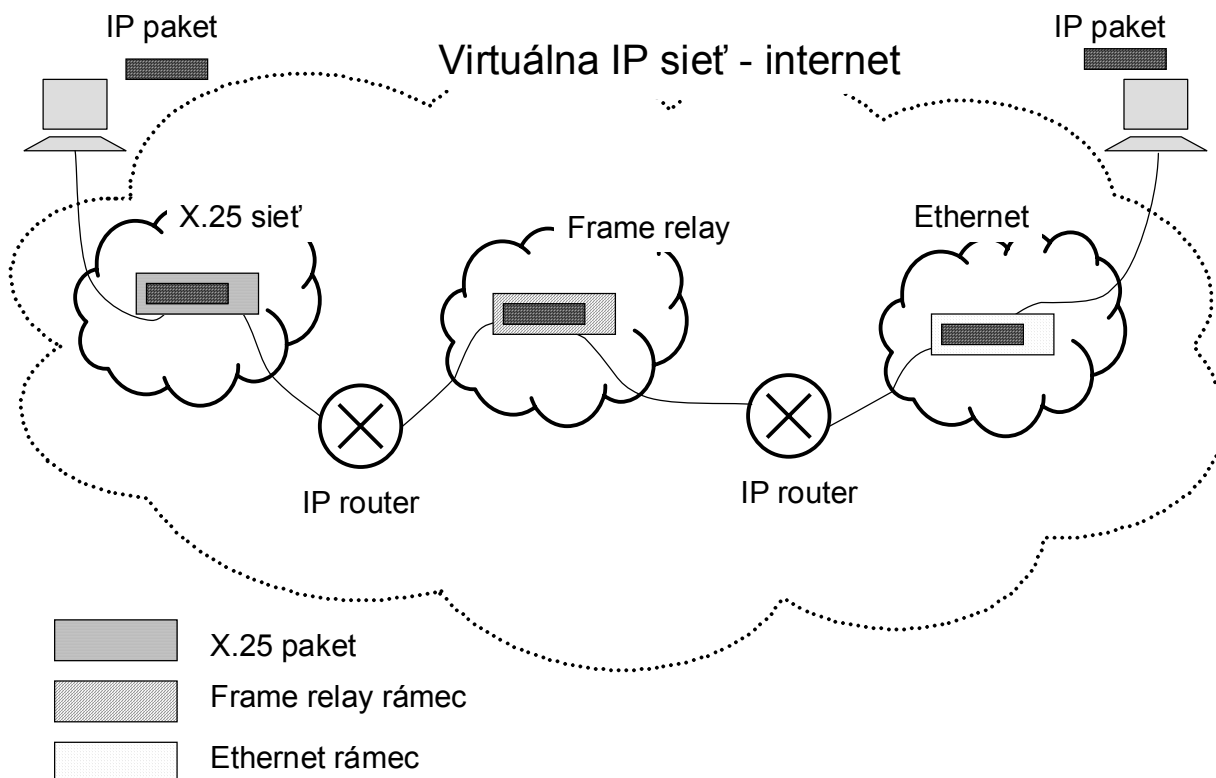 IP paket
IP paket
Virtuálna IP sieť - internet
X.25 sieť
Frame relay
Ethernet
IP router
IP router
X.25 paket
Frame relay rámec
Ethernet rámec